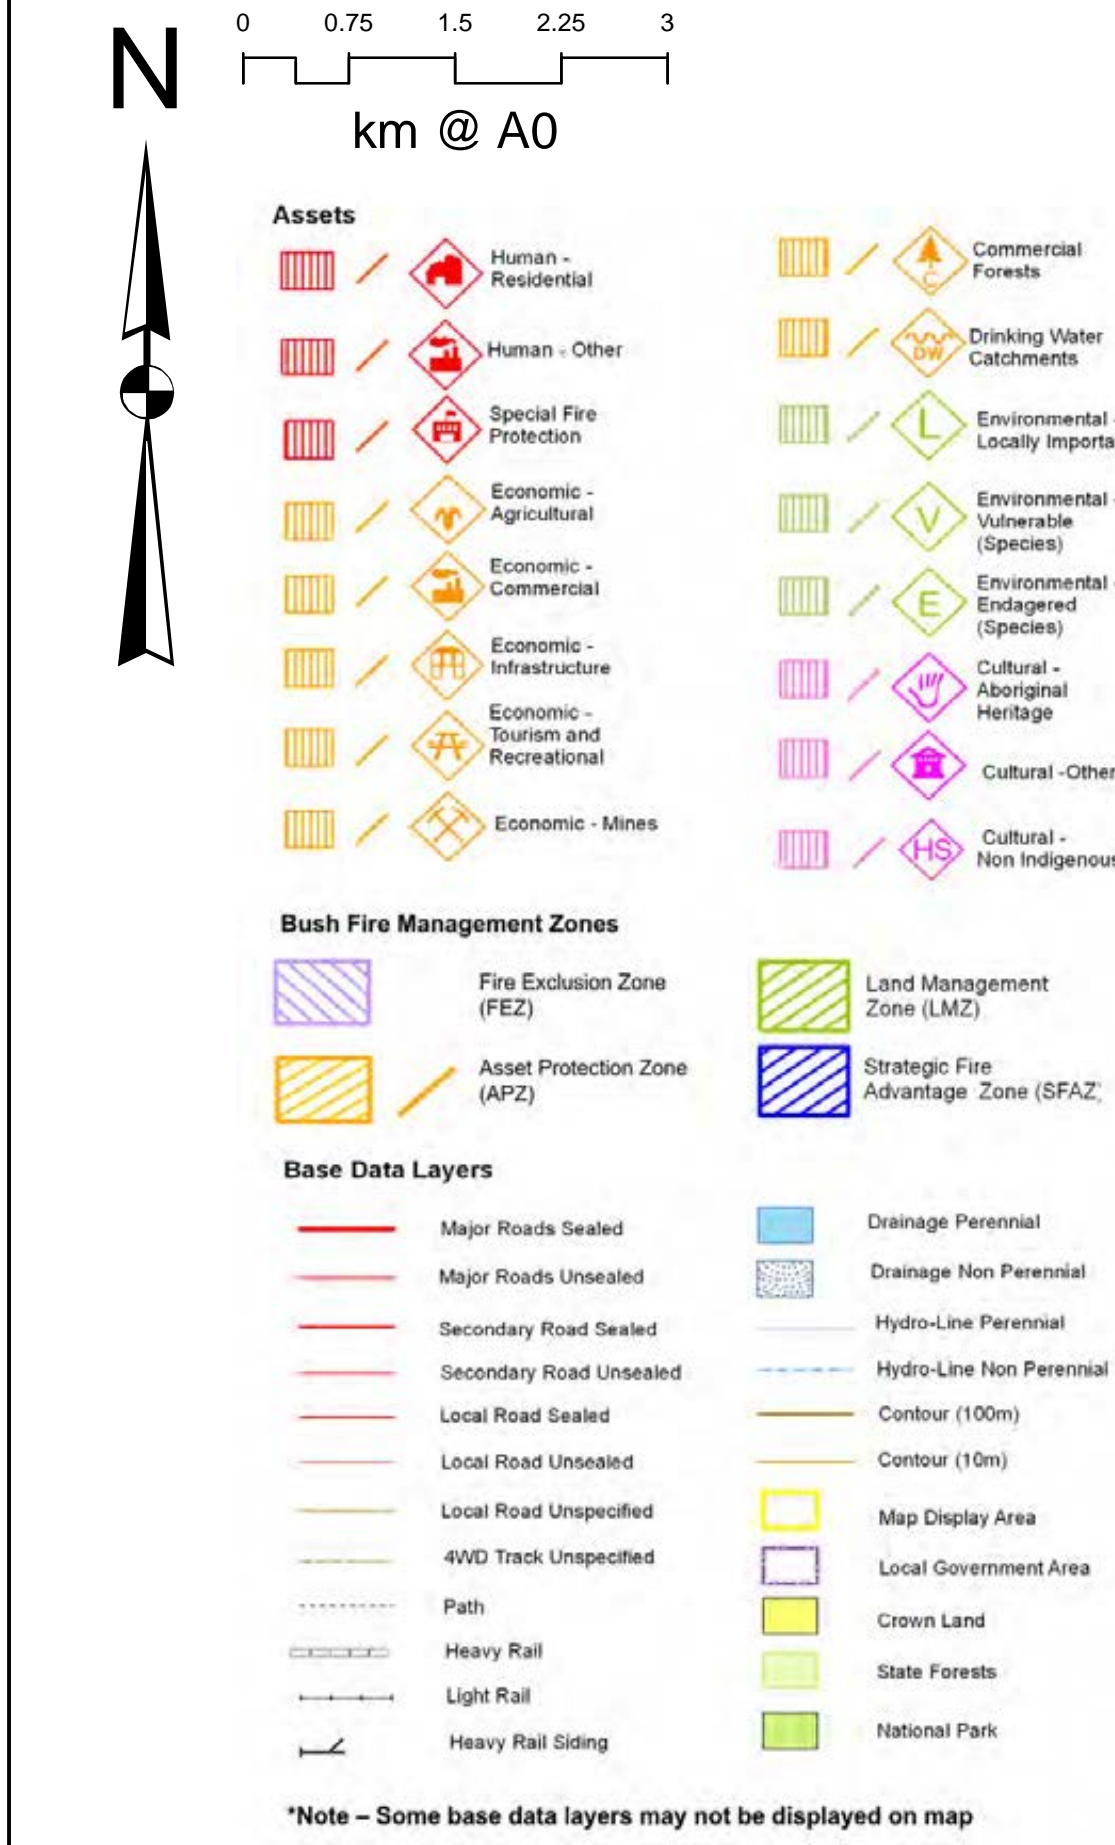 N
0 0.75 1.5 2.25 3
km @ A0
Assets
Human -
Residential
Human - Other
Special Fire
Protection
Economic -
Agricultural
Economic -
Commercial
Economic -
Infrastructure
Economic -
Tourism and
Recreational
Economic - Mines
C
Commercial
Forests
DW
Drinking Water
Catchments
L
Environmental -
Locally Importa
V
Environmental -
Vulnerable
(Species)
E
Environmental -
Endagered
(Species)
Cultural -
Aboriginal
Heritage
Cultural -Other
HS
Cultural -
Non Indigenous
Bush Fire Management Zones
Fire Exclusion Zone
(FEZ)
Asset Protection Zone
(APZ)
Land Management
Zone (LMZ)
Strategic Fire
Advantage Zone (SFAZ)
Base Data Layers
Major Roads Sealed
Major Roads Unsealed
Secondary Road Sealed
Secondary Road Unsealed
Local Road Sealed
Local Road Unsealed
Local Road Unspecified
4WD Track Unspecified
Path
Heavy Rail
Light Rail
Heavy Rail Siding
Drainage Perennial
Drainage Non Perennial
Hydro-Line Perennial
Hydro-Line Non Perennial
Contour (100m)
Contour (10m)
Map Display Area
Local Government Area
Crown Land
State Forests
National Park
*Note – Some base data layers may not be displayed on map